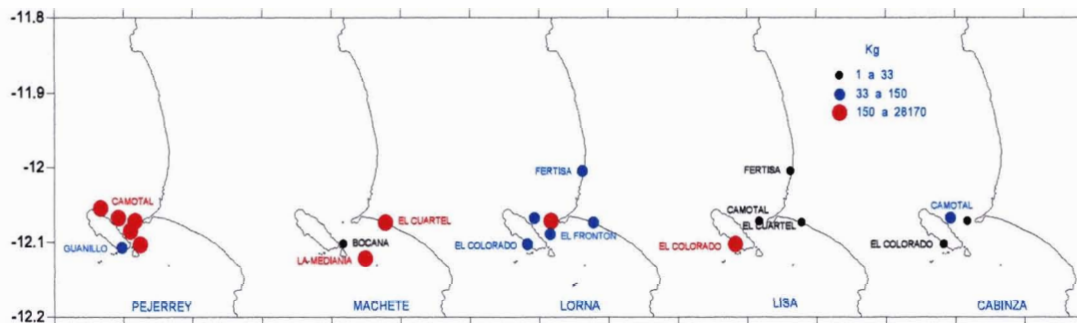 -11.8
-11.9
-12
-12.1
-12.2
Kg
1 a 33
33 a 150
150 a 26170
CAMOTAL
GUANILLO
PEJERREY
EL CUARTEL
BOCANA
LA-MEDIANIA
MACHETE
FERTISA
EL COLORADO
EL FRONTON
LORNA
FERTISA
CAMOTAL
EL CUARTEL
EL COLORADO
LISA
CAMOTAL
EL COLORADO
CABINZA